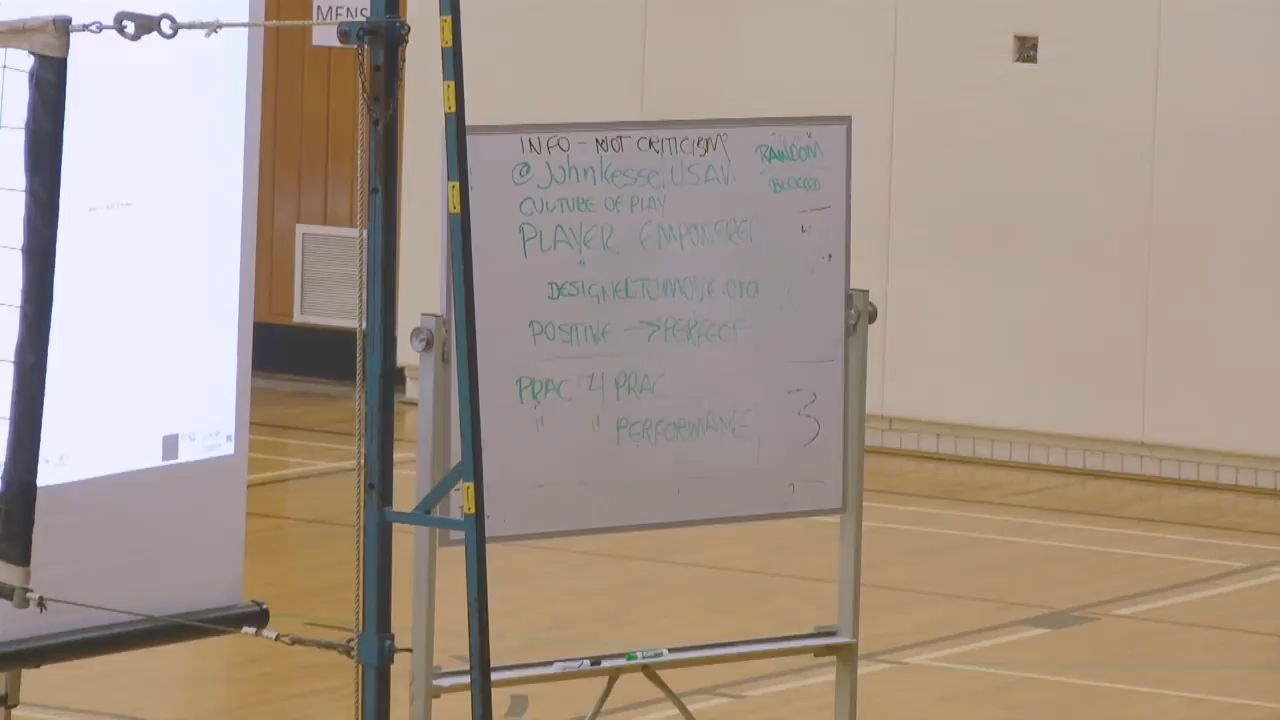 MENS
INFO - NOT CRITICISM
@JohnKesselUSAV
CULTURE OF PLAY
PLAYER EMPOWERED
DESIGNEDTOMOVE.org
POSITIVE → PERFECT
PRAC 4 PRAC
" " PERFORMANCE
RANDOM
BLOCKED
3